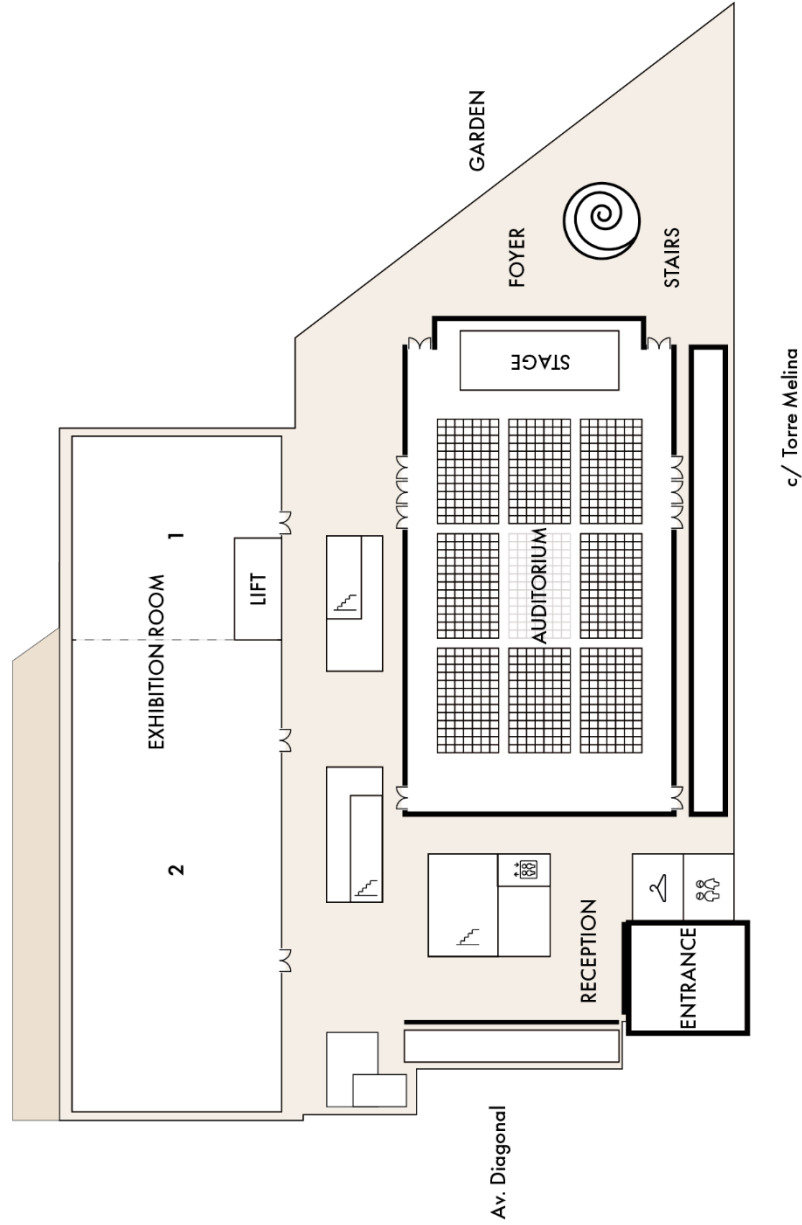 GARDEN
FOYER
STAIRS
STAGE
c/ Torre Melina
1
EXHIBITION ROOM
LIFT
AUDITORIUM
2
RECEPTION
ENTRANCE
Av. Diagonal